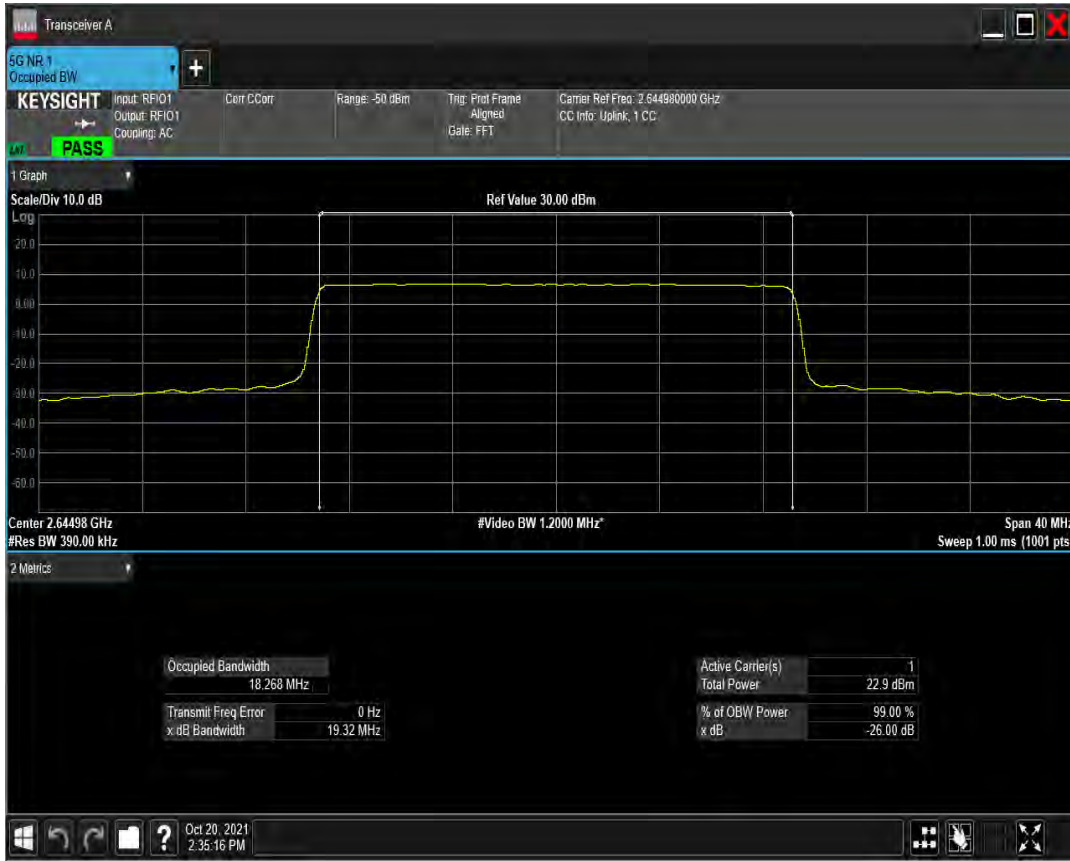 Transceiver A
5G NR 1
Occupied BW
+
KEYSIGHT
Input: RFIO1
Output: RFIO1
Coupling: AC
Corr CCorr
Range: -50 dBm
Trig: Prot Frame
Aligned
Gate: FFT
Carrier Ref Freq: 2.644980000 GHz
CC Info: Uplink, 1 CC
PASS
1 Graph
Scale/Div 10.0 dB
Ref Value 30.00 dBm
Log
20.0
10.0
0.00
-10.0
-20.0
-30.0
-40.0
-50.0
-60.0
Center 2.64498 GHz
#Video BW 1.2000 MHz*
Span 40 MHz
#Res BW 390.00 kHz
Sweep 1.00 ms (1001 pts
2 Metrics
Occupied Bandwidth
18.268 MHz
Transmit Freq Error 0 Hz
x dB Bandwidth 19.32 MHz
Active Carrier(s) 1
Total Power 22.9 dBm
% of OBW Power 99.00 %
x dB -26.00 dB
?
Oct 20, 2021
2:35:16 PM